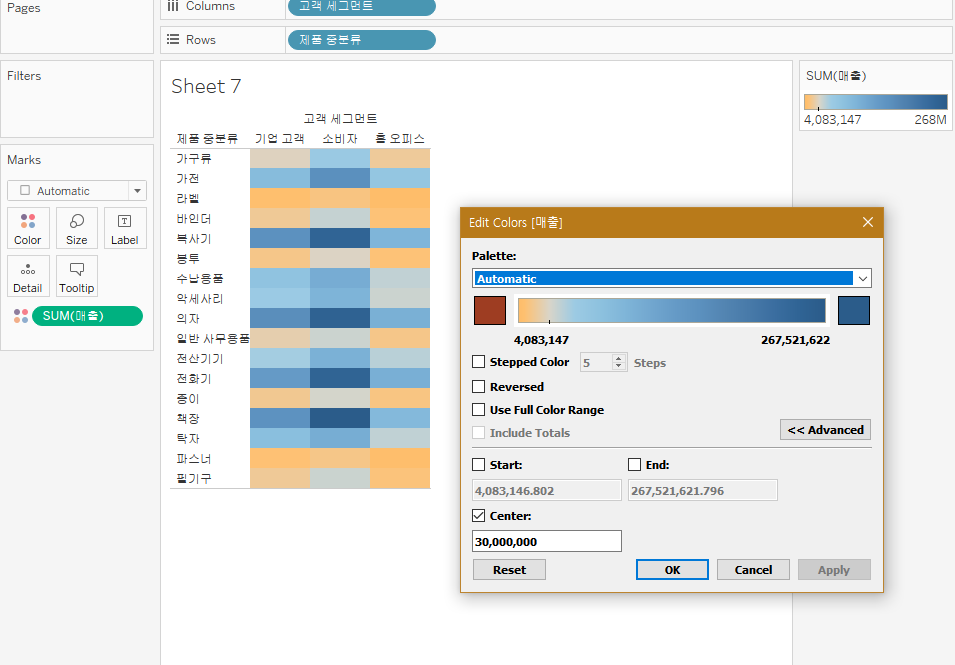 Pages
Columns
고객 세그먼트
Rows
제품 중분류
Filters
Marks
Automatic
Color Size Label
Detail Tooltip
SUM(매출)
Sheet 7
고객 세그먼트
제품 중분류 기업 고객 소비자 홈 오피스
가구류
가전
라벨
바인더
복사기
봉투
수납용품
악세사리
의자
일반 사무용품
전산기기
전화기
종이
책장
탁자
파스너
필기구
SUM(매출)
4,083,147 268M
Edit Colors [매출]
Palette:
Automatic
4,083,147 267,521,622
Stepped Color 5 Steps
Reversed
Use Full Color Range
Include Totals
<< Advanced
Start: End:
4,083,146.802 267,521,621.796
Center:
30,000,000
Reset OK Cancel Apply